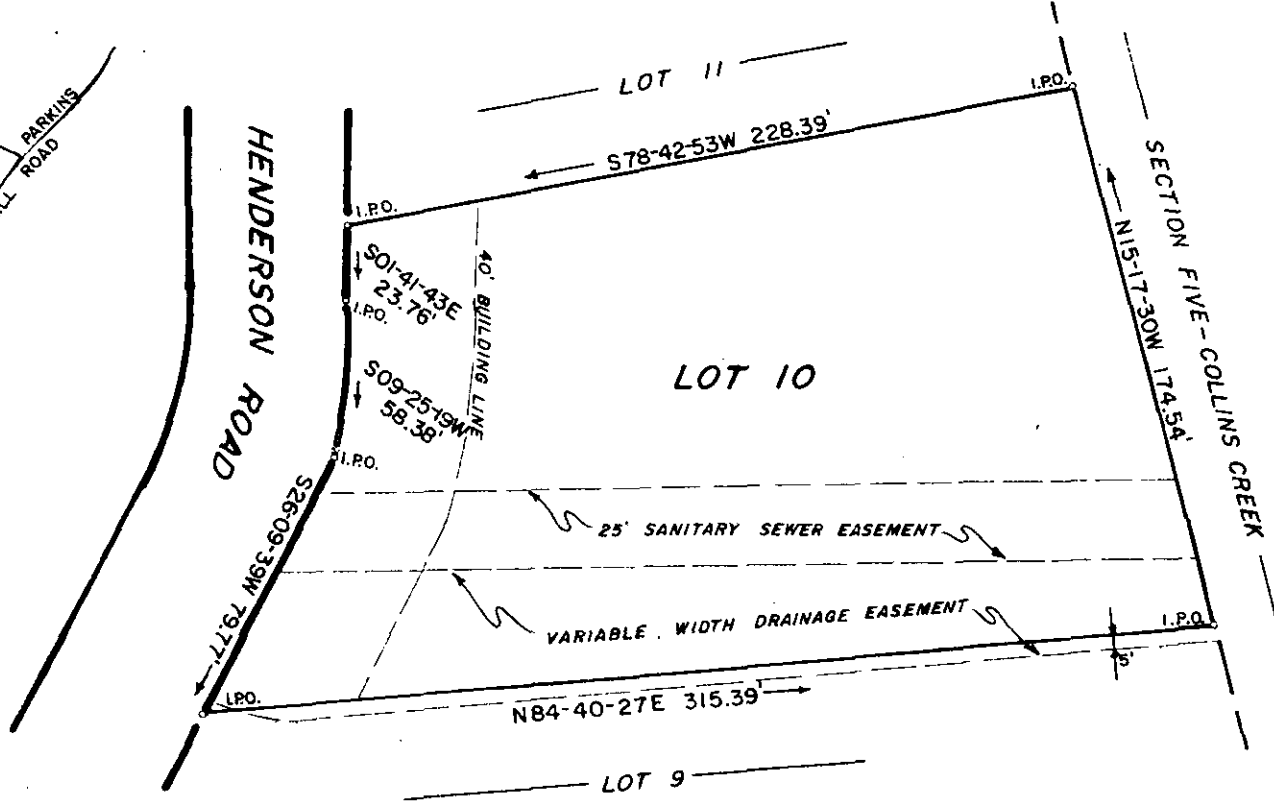 LOT 11
I.P.O.
PARKINS
ROAD
S78-42-53W 228.39'
HENDERSON ROAD
I.P.O.
SECTION FIVE-COLLINS CREEK
S01-41-43E
23.76'
I.P.O.
40' BUILDING LINE
N15-17-30W 174.54'
LOT 10
S09-25-19W
58.38'
I.P.O.
S26-09-39W 79.77'
25' SANITARY SEWER EASEMENT
VARIABLE WIDTH DRAINAGE EASEMENT
I.P.O.
5'
I.P.O.
N84-40-27E 315.39'
LOT 9